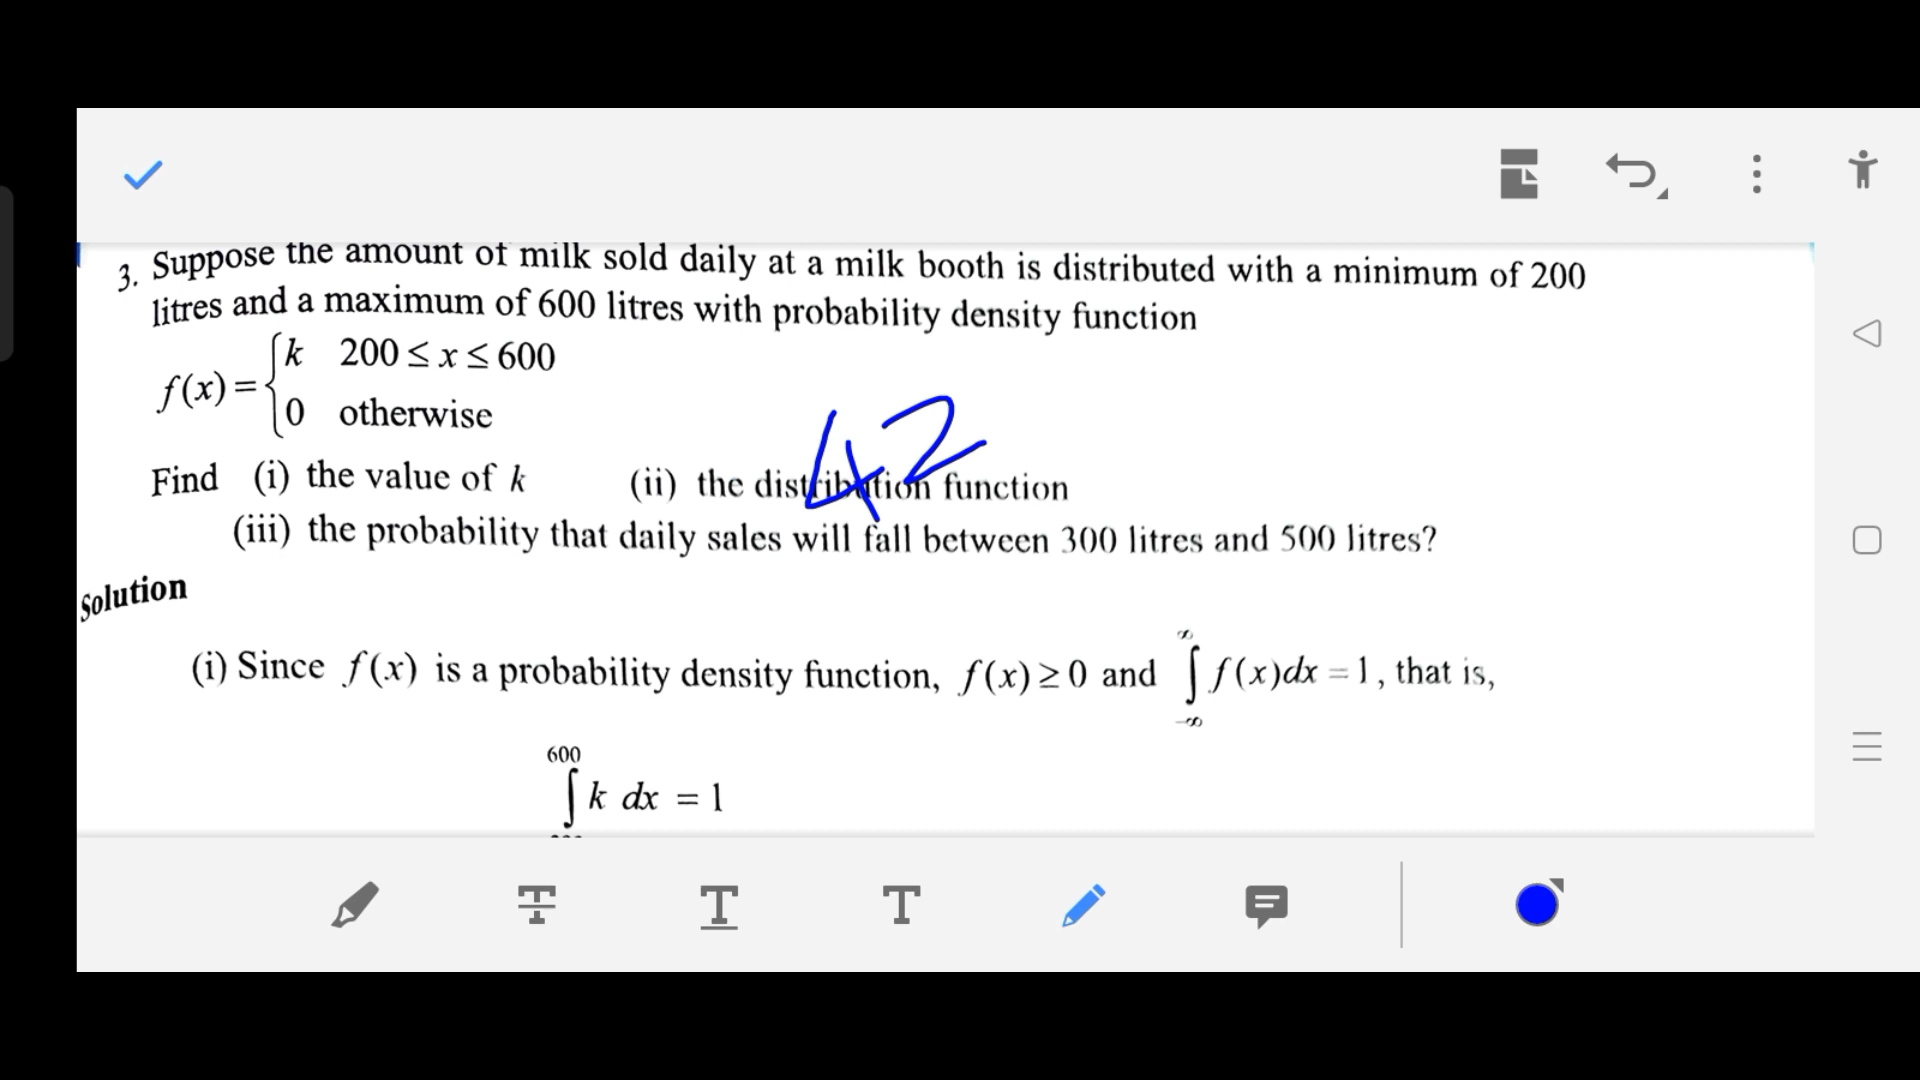 3. Suppose the amount of milk sold daily at a milk booth is distributed with a minimum of 200
litres and a maximum of 600 litres with probability density function
f(x) = { k 200 ≤ x ≤ 600
0 otherwise
42
Find (i) the value of k (ii) the distribution function
(iii) the probability that daily sales will fall between 300 litres and 500 litres?
Solution
(i) Since f(x) is a probability density function, f(x) ≥ 0 and ∫_{-∞}^{∞} f(x)dx = 1, that is,
600
∫ k dx = 1